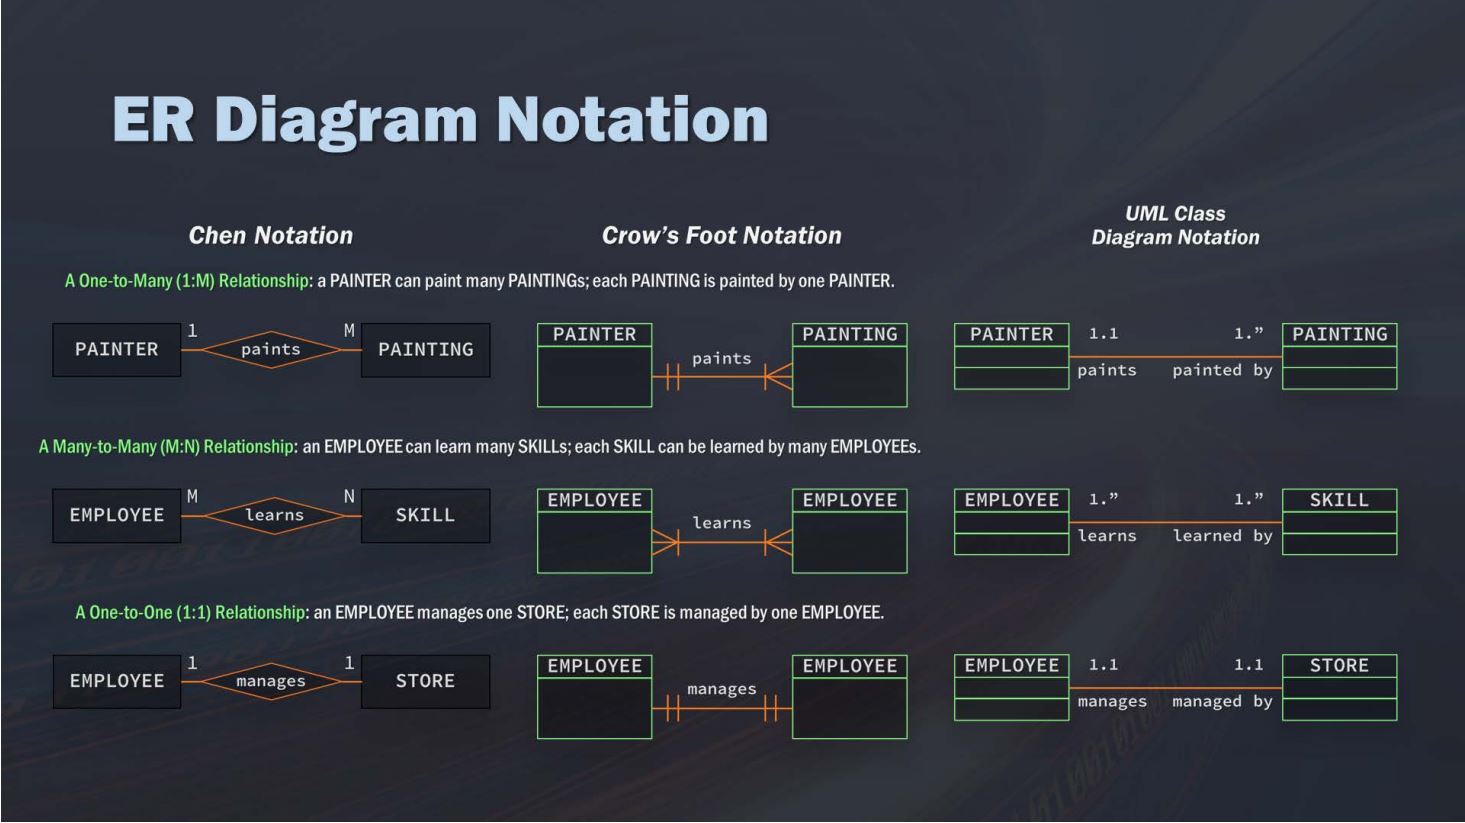 ER Diagram Notation
Chen Notation
Crow’s Foot Notation
UML Class
Diagram Notation
A One-to-Many (1:M) Relationship: a PAINTER can paint many PAINTINGs; each PAINTING is painted by one PAINTER.
PAINTER 1 paints M PAINTING
PAINTER paints PAINTING
PAINTER 1.1 1.” PAINTING
paints painted by
A Many-to-Many (M:N) Relationship: an EMPLOYEE can learn many SKILLs; each SKILL can be learned by many EMPLOYEEs.
EMPLOYEE M learns N SKILL
EMPLOYEE learns EMPLOYEE
EMPLOYEE 1.” 1.” SKILL
learns learned by
A One-to-One (1:1) Relationship: an EMPLOYEE manages one STORE; each STORE is managed by one EMPLOYEE.
EMPLOYEE 1 manages 1 STORE
EMPLOYEE manages EMPLOYEE
EMPLOYEE 1.1 1.1 STORE
manages managed by